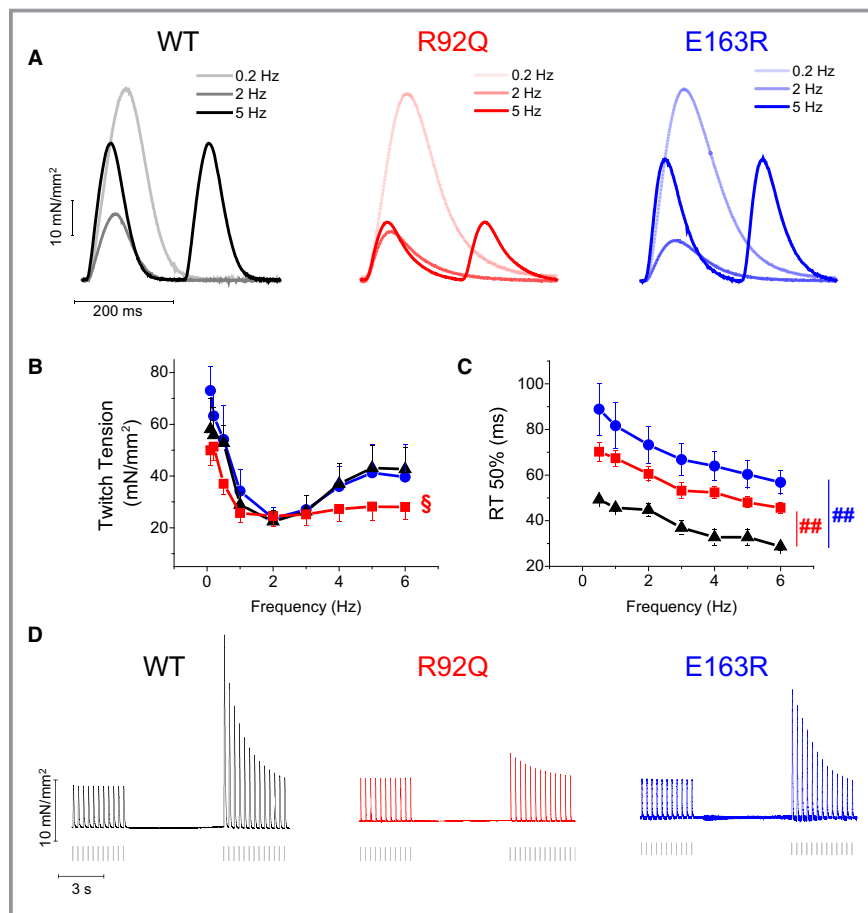 WT R92Q E163R
A
0.2 Hz 0.2 Hz 0.2 Hz
2 Hz 2 Hz 2 Hz
5 Hz 5 Hz 5 Hz
10 mN/mm²
200 ms
B
Twitch Tension
(mN/mm²)
80
60
40
20
0 2 4 6
Frequency (Hz)
§
C
RT 50% (ms)
100
80
60
40
20
0 2 4 6
Frequency (Hz)
## ##
D
WT R92Q E163R
10 mN/mm²
3 s